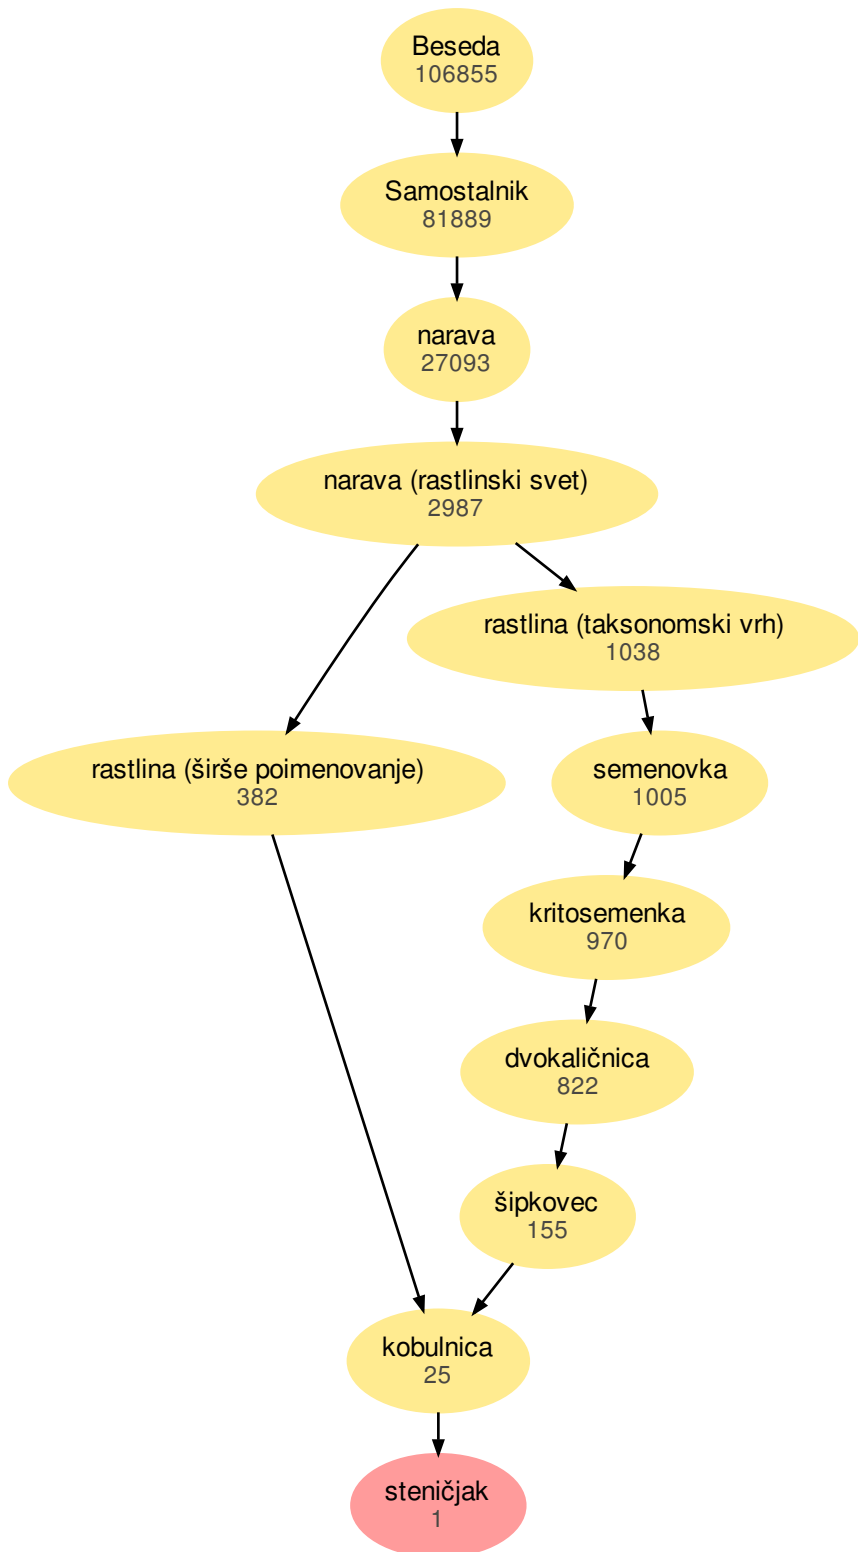 Beseda
106855
Samostalnik
81889
narava
27093
narava (rastlinski svet)
2987
rastlina (taksonomski vrh)
1038
rastlina (širše poimenovanje)
382
semenovka
1005
kritosemenka
970
dvokaličnica
822
šipkovec
155
kobulnica
25
steničjak
1